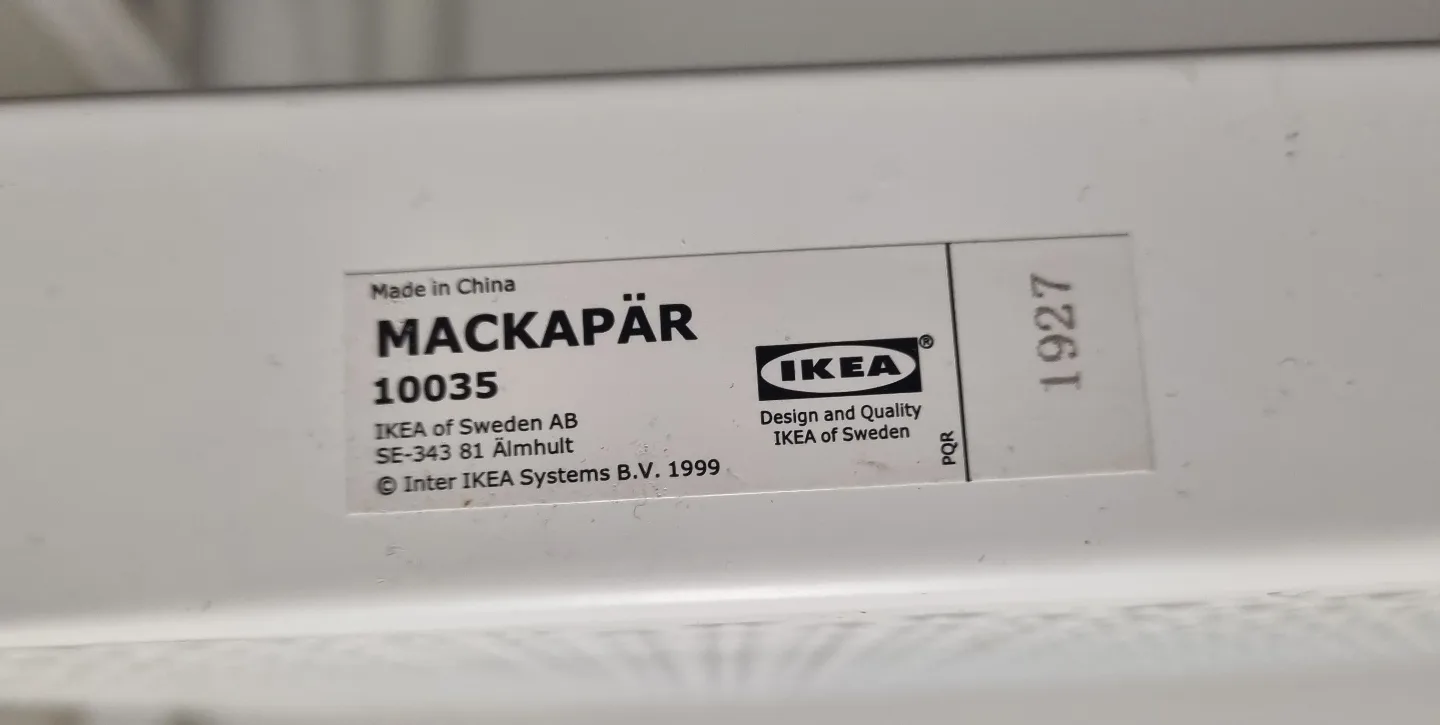 Made in China
MACKAPÄR
10035
IKEA of Sweden AB
SE-343 81 Älmhult
© Inter IKEA Systems B.V. 1999
IKEA®
Design and Quality
IKEA of Sweden
PQR
1927